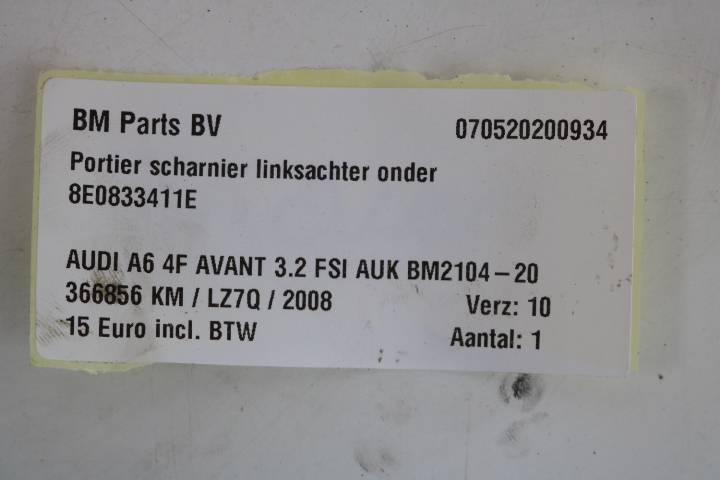 BM Parts BV 070520200934
Portier scharnier linksachter onder
8E0833411E
AUDI A6 4F AVANT 3.2 FSI AUK BM2104-20
366856 KM / LZ7Q / 2008 Verz: 10
15 Euro incl. BTW Aantal: 1